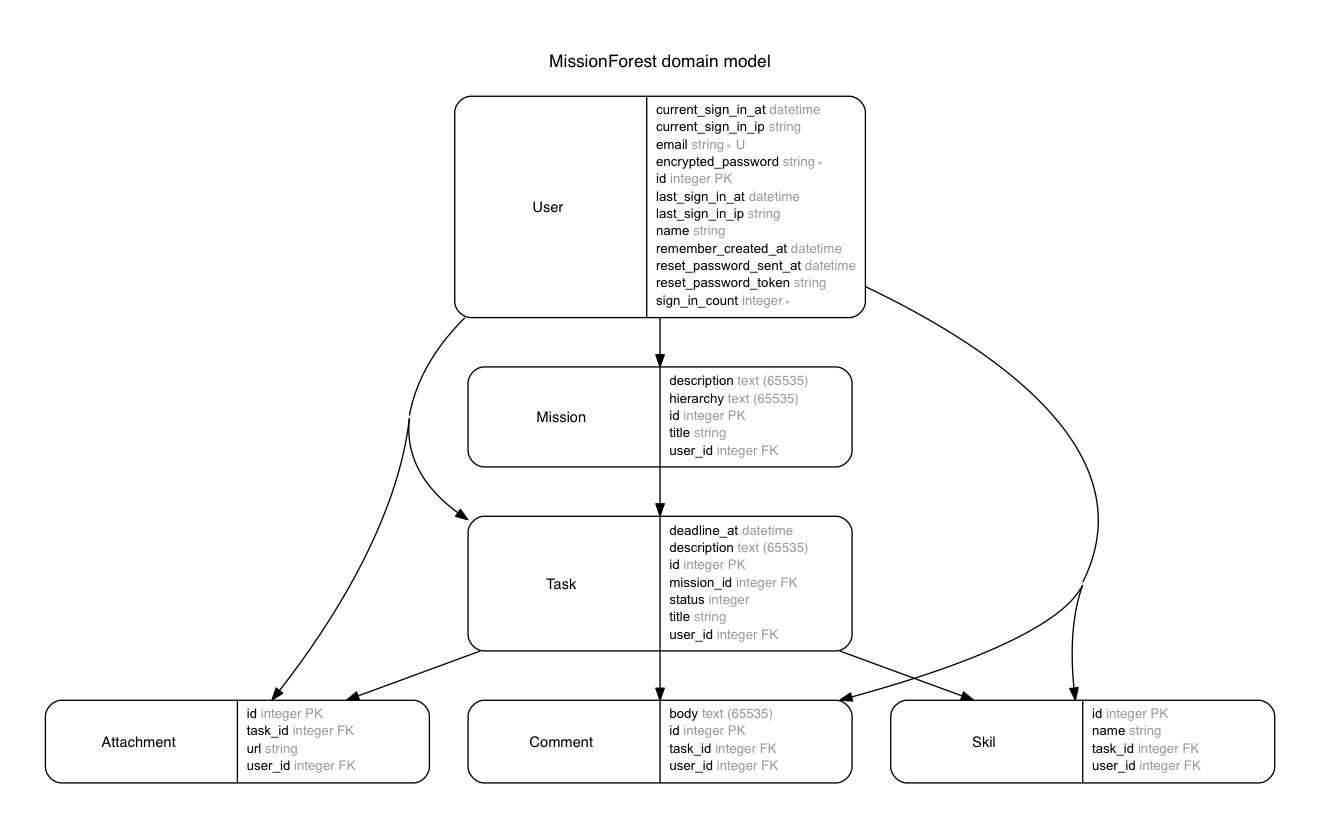 MissionForest domain model
User
current_sign_in_at datetime
current_sign_in_ip string
email string * U
encrypted_password string *
id integer PK
last_sign_in_at datetime
last_sign_in_ip string
name string
remember_created_at datetime
reset_password_sent_at datetime
reset_password_token string
sign_in_count integer *
Mission
description text (65535)
hierarchy text (65535)
id integer PK
title string
user_id integer FK
Task
deadline_at datetime
description text (65535)
id integer PK
mission_id integer FK
status integer
title string
user_id integer FK
Attachment
id integer PK
task_id integer FK
url string
user_id integer FK
Comment
body text (65535)
id integer PK
task_id integer FK
user_id integer FK
Skil
id integer PK
name string
task_id integer FK
user_id integer FK